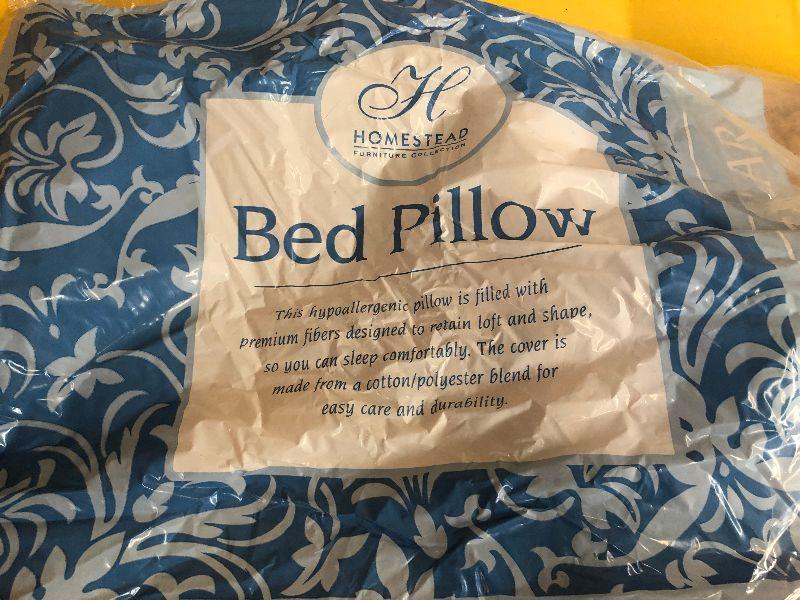 H
HOMESTEAD
FURNITURE COLLECTION
Bed Pillow
This hypoallergenic pillow is filled with
premium fibers designed to retain loft and shape,
so you can sleep comfortably. The cover is
made from a cotton/polyester blend for
easy care and durability.